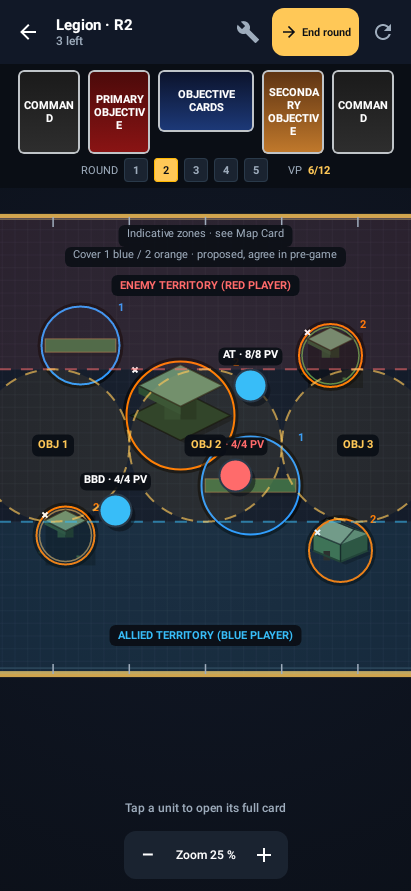 Legion · R2
3 left
End round
COMMAN
D
PRIMARY
OBJECTIV
E
OBJECTIVE
CARDS
SECONDA
RY
OBJECTIV
E
COMMAN
D
ROUND 1 2 3 4 5 VP 6/12
Indicative zones · see Map Card
Cover 1 blue / 2 orange · proposed, agree in pre-game
ENEMY TERRITORY (RED PLAYER)
1
2
AT · 8/8 PV
OBJ 1
OBJ 2 · 4/4 PV
1
OBJ 3
BBD · 4/4 PV
2
2
ALLIED TERRITORY (BLUE PLAYER)
Tap a unit to open its full card
− Zoom 25 % +